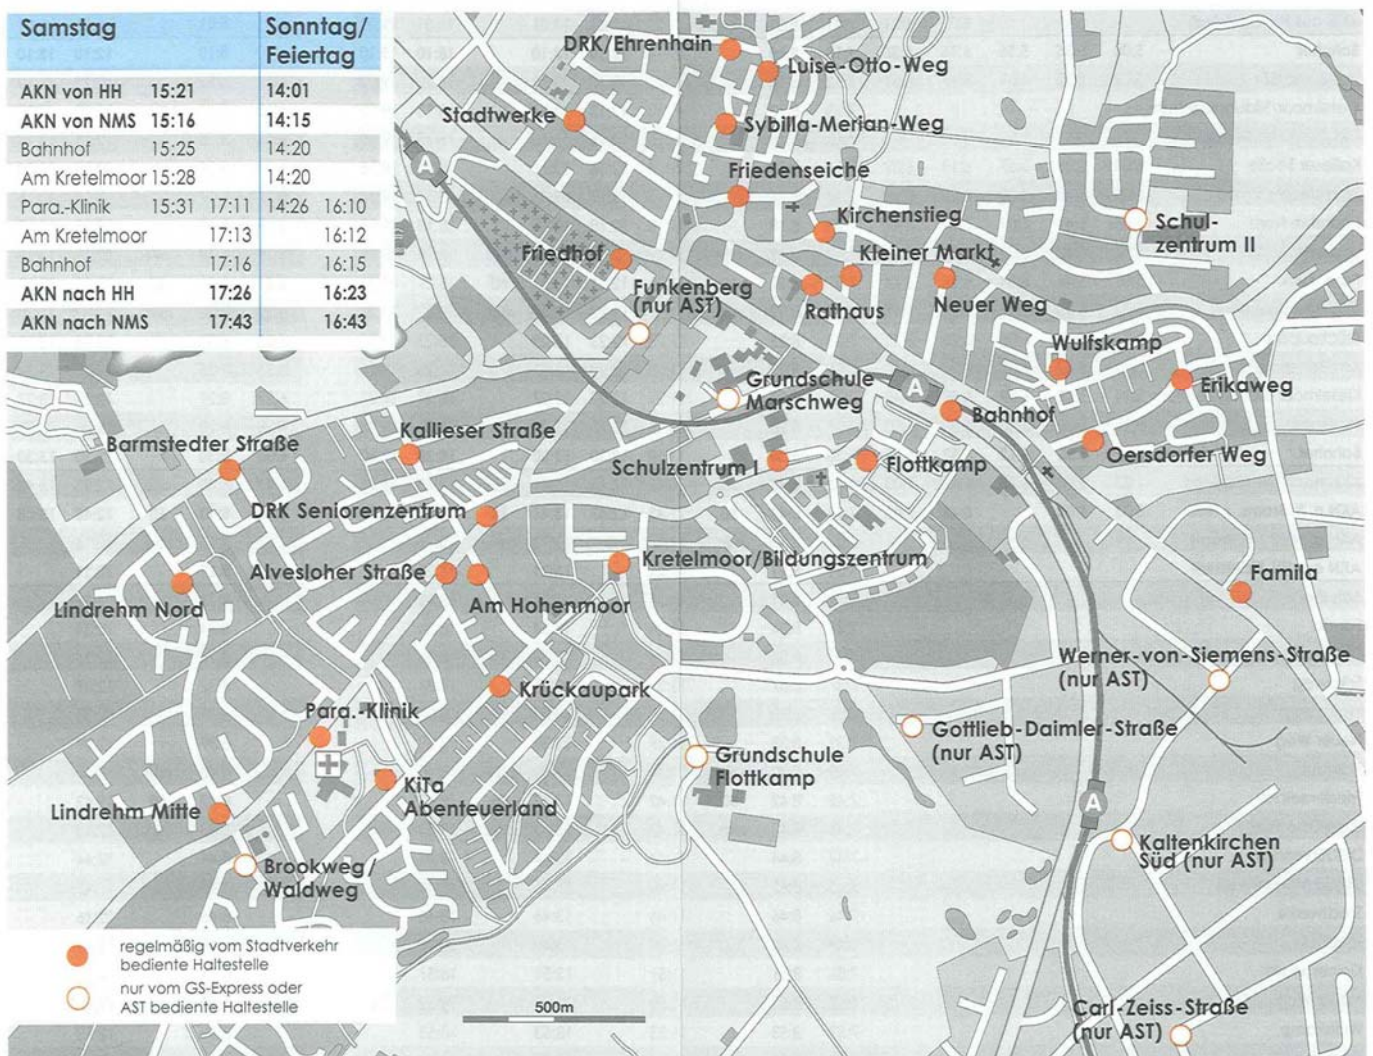 Samstag Sonntag/
Feiertag
AKN von HH 15:21 14:01
AKN von NMS 15:16 14:15
Bahnhof 15:25 14:20
Am Kretelmoor 15:28 14:20
Para.-Klinik 15:31 17:11 14:26 16:10
Am Kretelmoor 17:13 16:12
Bahnhof 17:16 16:15
AKN nach HH 17:26 16:23
AKN nach NMS 17:43 16:43
DRK/Ehrenhain
Luise-Otto-Weg
Stadtwerke
Sybilla-Merian-Weg
A
Friedenseiche
Kirchenstieg
Schul-
zentrum II
Friedhof
Kleiner Markt
Funkenberg
(nur AST)
Rathaus
Neuer Weg
Wulfskamp
Grundschule
Marschweg
A
Erikaweg
Bahnhof
Barmstedter Straße
Kallieser Straße
Schulzentrum I
Flottkamp
Oersdorfer Weg
DRK Seniorenzentrum
Kretelmoor/Bildungszentrum
Alvesloher Straße
Famila
Lindrehm Nord
Am Hohenmoor
Werner-von-Siemens-Straße
(nur AST)
Krückaupark
Para.-Klinik
Gottlieb-Daimler-Straße
(nur AST)
Grundschule
Flottkamp
KiTa
Abenteuerland
Lindrehm Mitte
A
Kaltenkirchen
Süd (nur AST)
Brookweg/
Waldweg
regelmäßig vom Stadtverkehr
bediente Haltestelle
nur vom GS-Express oder
AST bediente Haltestelle
500m
Carl-Zeiss-Straße
(nur AST)